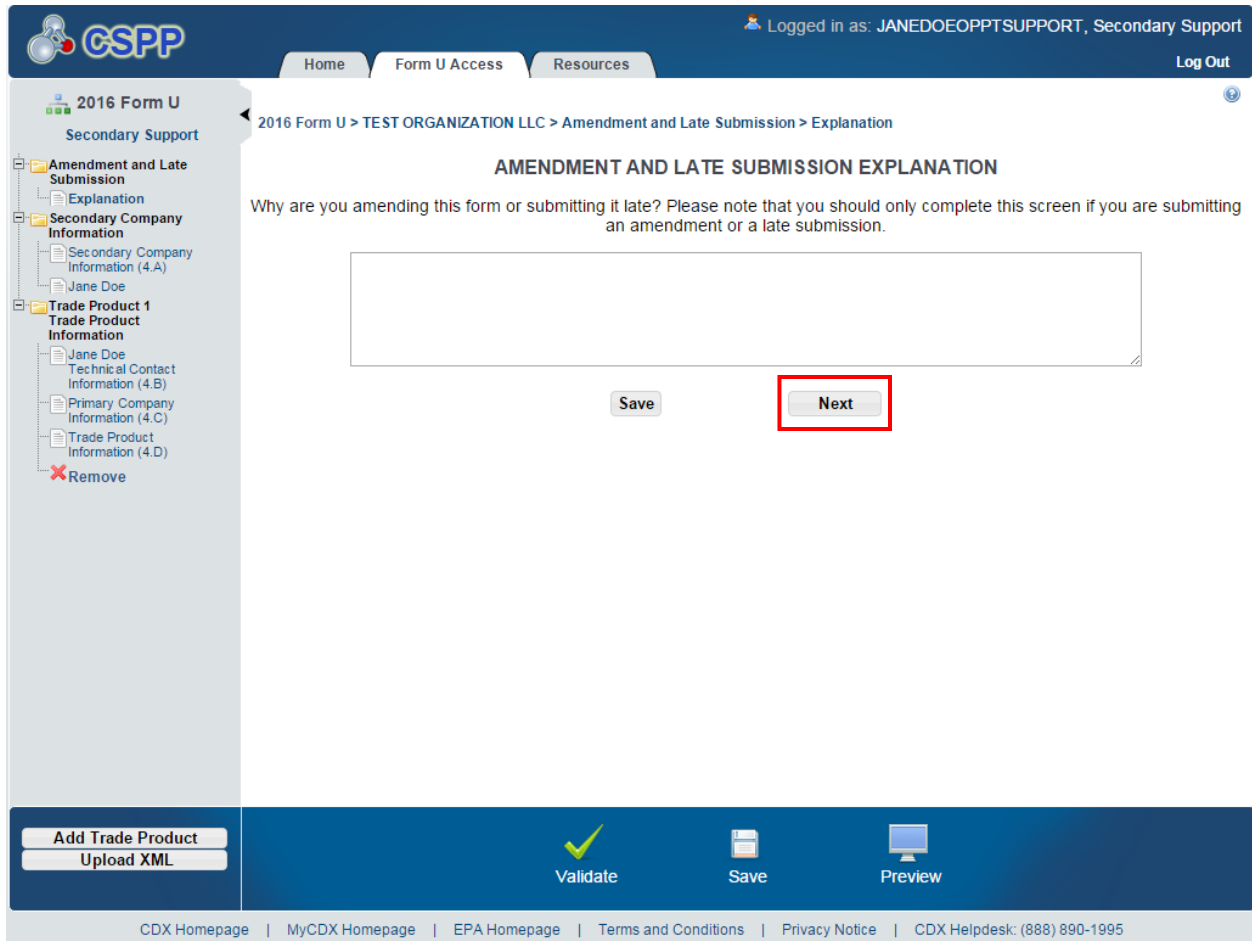 CSPP
Logged in as: JANEDOEOPPTSUPPORT, Secondary Support
Home
Form U Access
Resources
Log Out
2016 Form U
Secondary Support
Amendment and Late
Submission
Explanation
Secondary Company
Information
Secondary Company
Information (4.A)
Jane Doe
Trade Product 1
Trade Product
Information
Jane Doe
Technical Contact
Information (4.B)
Primary Company
Information (4.C)
Trade Product
Information (4.D)
Remove
2016 Form U > TEST ORGANIZATION LLC > Amendment and Late Submission > Explanation
AMENDMENT AND LATE SUBMISSION EXPLANATION
Why are you amending this form or submitting it late? Please note that you should only complete this screen if you are submitting
an amendment or a late submission.
Save
Next
Add Trade Product
Upload XML
Validate
Save
Preview
CDX Homepage | MyCDX Homepage | EPA Homepage | Terms and Conditions | Privacy Notice | CDX Helpdesk: (888) 890-1995